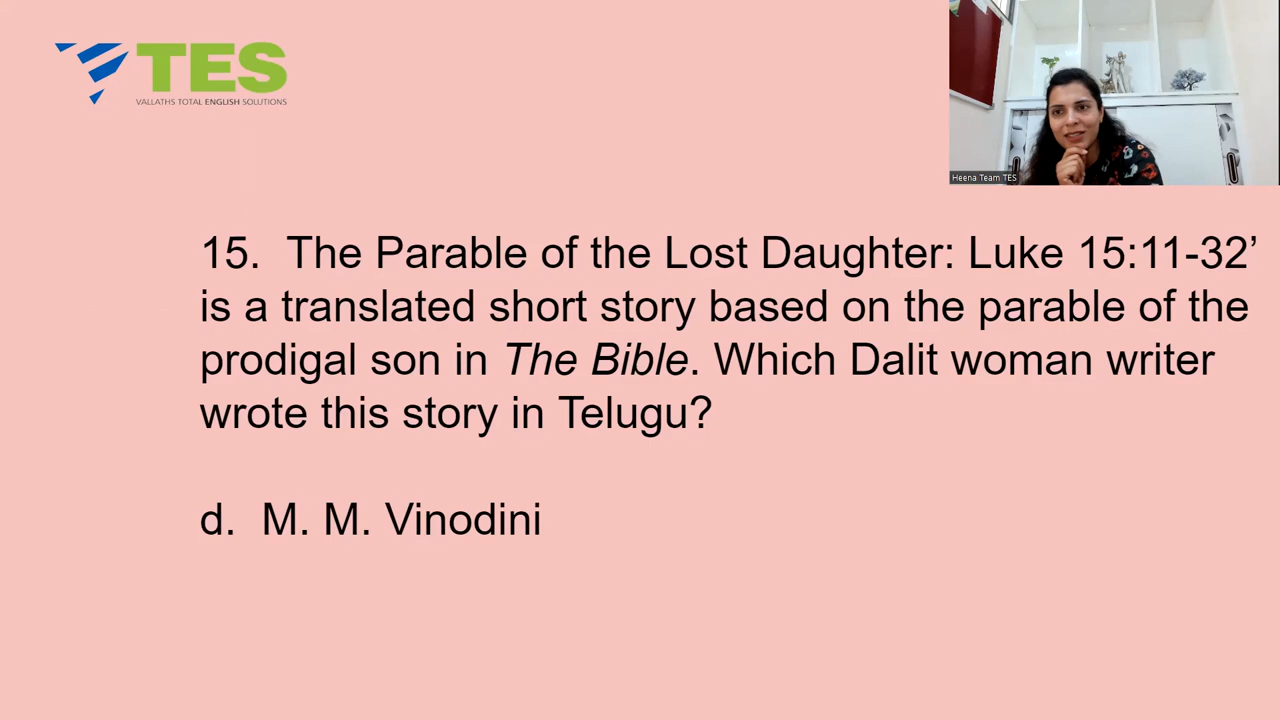 TES
VALLATHS TOTAL ENGLISH SOLUTIONS
Heena Team TES
15. The Parable of the Lost Daughter: Luke 15:11-32’
is a translated short story based on the parable of the
prodigal son in The Bible. Which Dalit woman writer
wrote this story in Telugu?
d. M. M. Vinodini